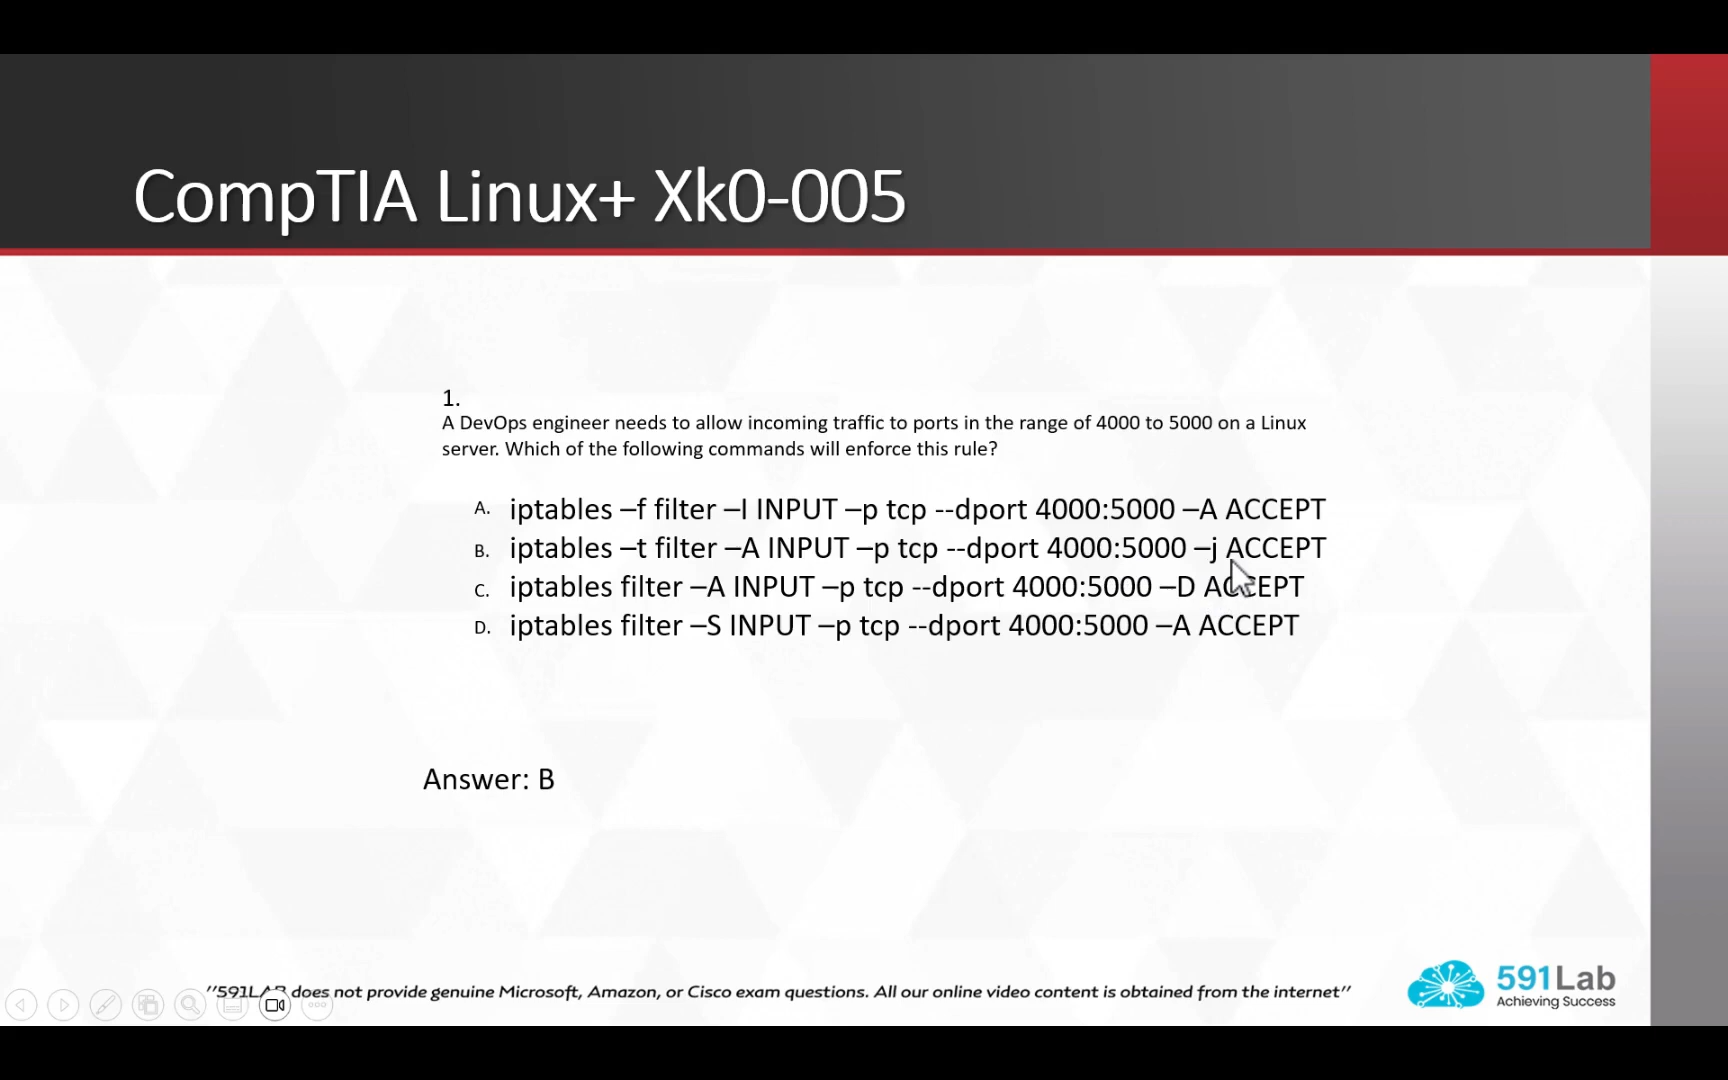 CompTIA Linux+ Xk0-005
1.
A DevOps engineer needs to allow incoming traffic to ports in the range of 4000 to 5000 on a Linux
server. Which of the following commands will enforce this rule?
A. iptables –f filter –I INPUT –p tcp --dport 4000:5000 –A ACCEPT
B. iptables –t filter –A INPUT –p tcp --dport 4000:5000 –j ACCEPT
C. iptables filter –A INPUT –p tcp --dport 4000:5000 –D ACCEPT
D. iptables filter –S INPUT –p tcp --dport 4000:5000 –A ACCEPT
Answer: B
''591LAB does not provide genuine Microsoft, Amazon, or Cisco exam questions. All our online video content is obtained from the internet''
591Lab
Achieving Success